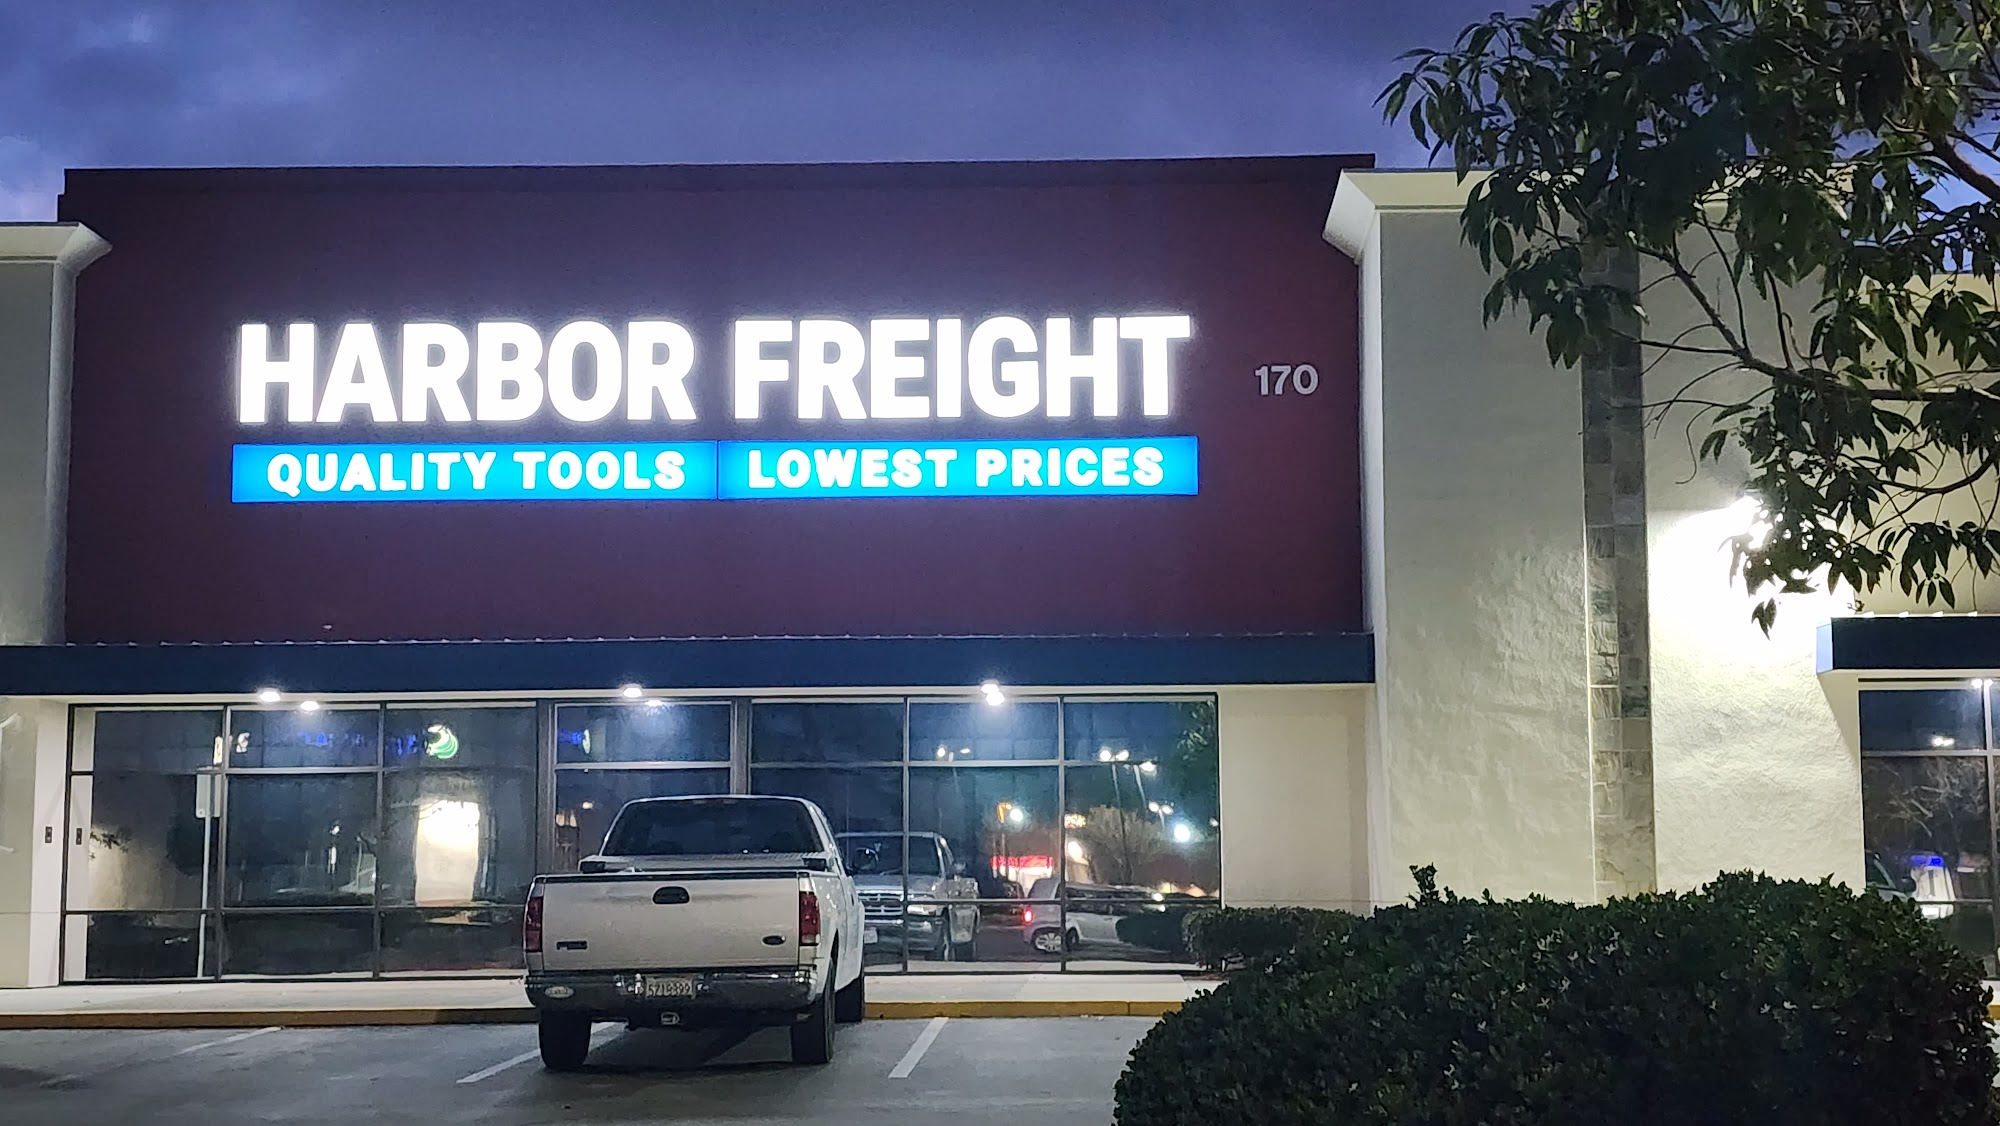 HARBOR FREIGHT
170
QUALITY TOOLS LOWEST PRICES